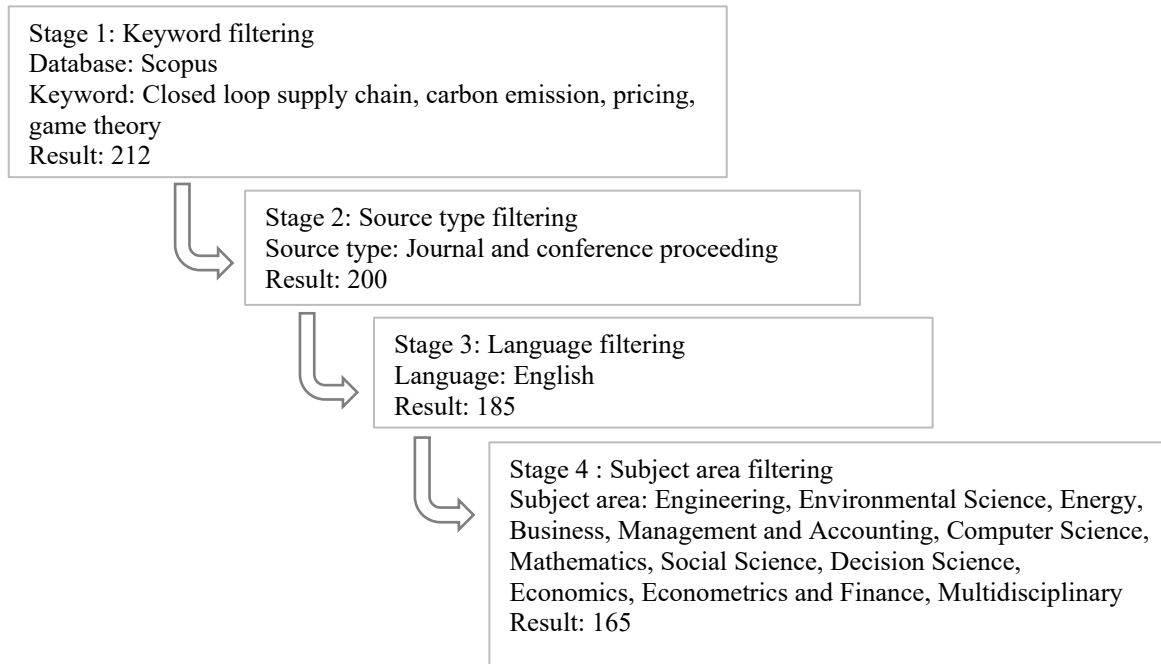 Stage 1: Keyword filtering
Database: Scopus
Keyword: Closed loop supply chain, carbon emission, pricing,
game theory
Result: 212
Stage 2: Source type filtering
Source type: Journal and conference proceeding
Result: 200
Stage 3: Language filtering
Language: English
Result: 185
Stage 4 : Subject area filtering
Subject area: Engineering, Environmental Science, Energy,
Business, Management and Accounting, Computer Science,
Mathematics, Social Science, Decision Science,
Economics, Econometrics and Finance, Multidisciplinary
Result: 165